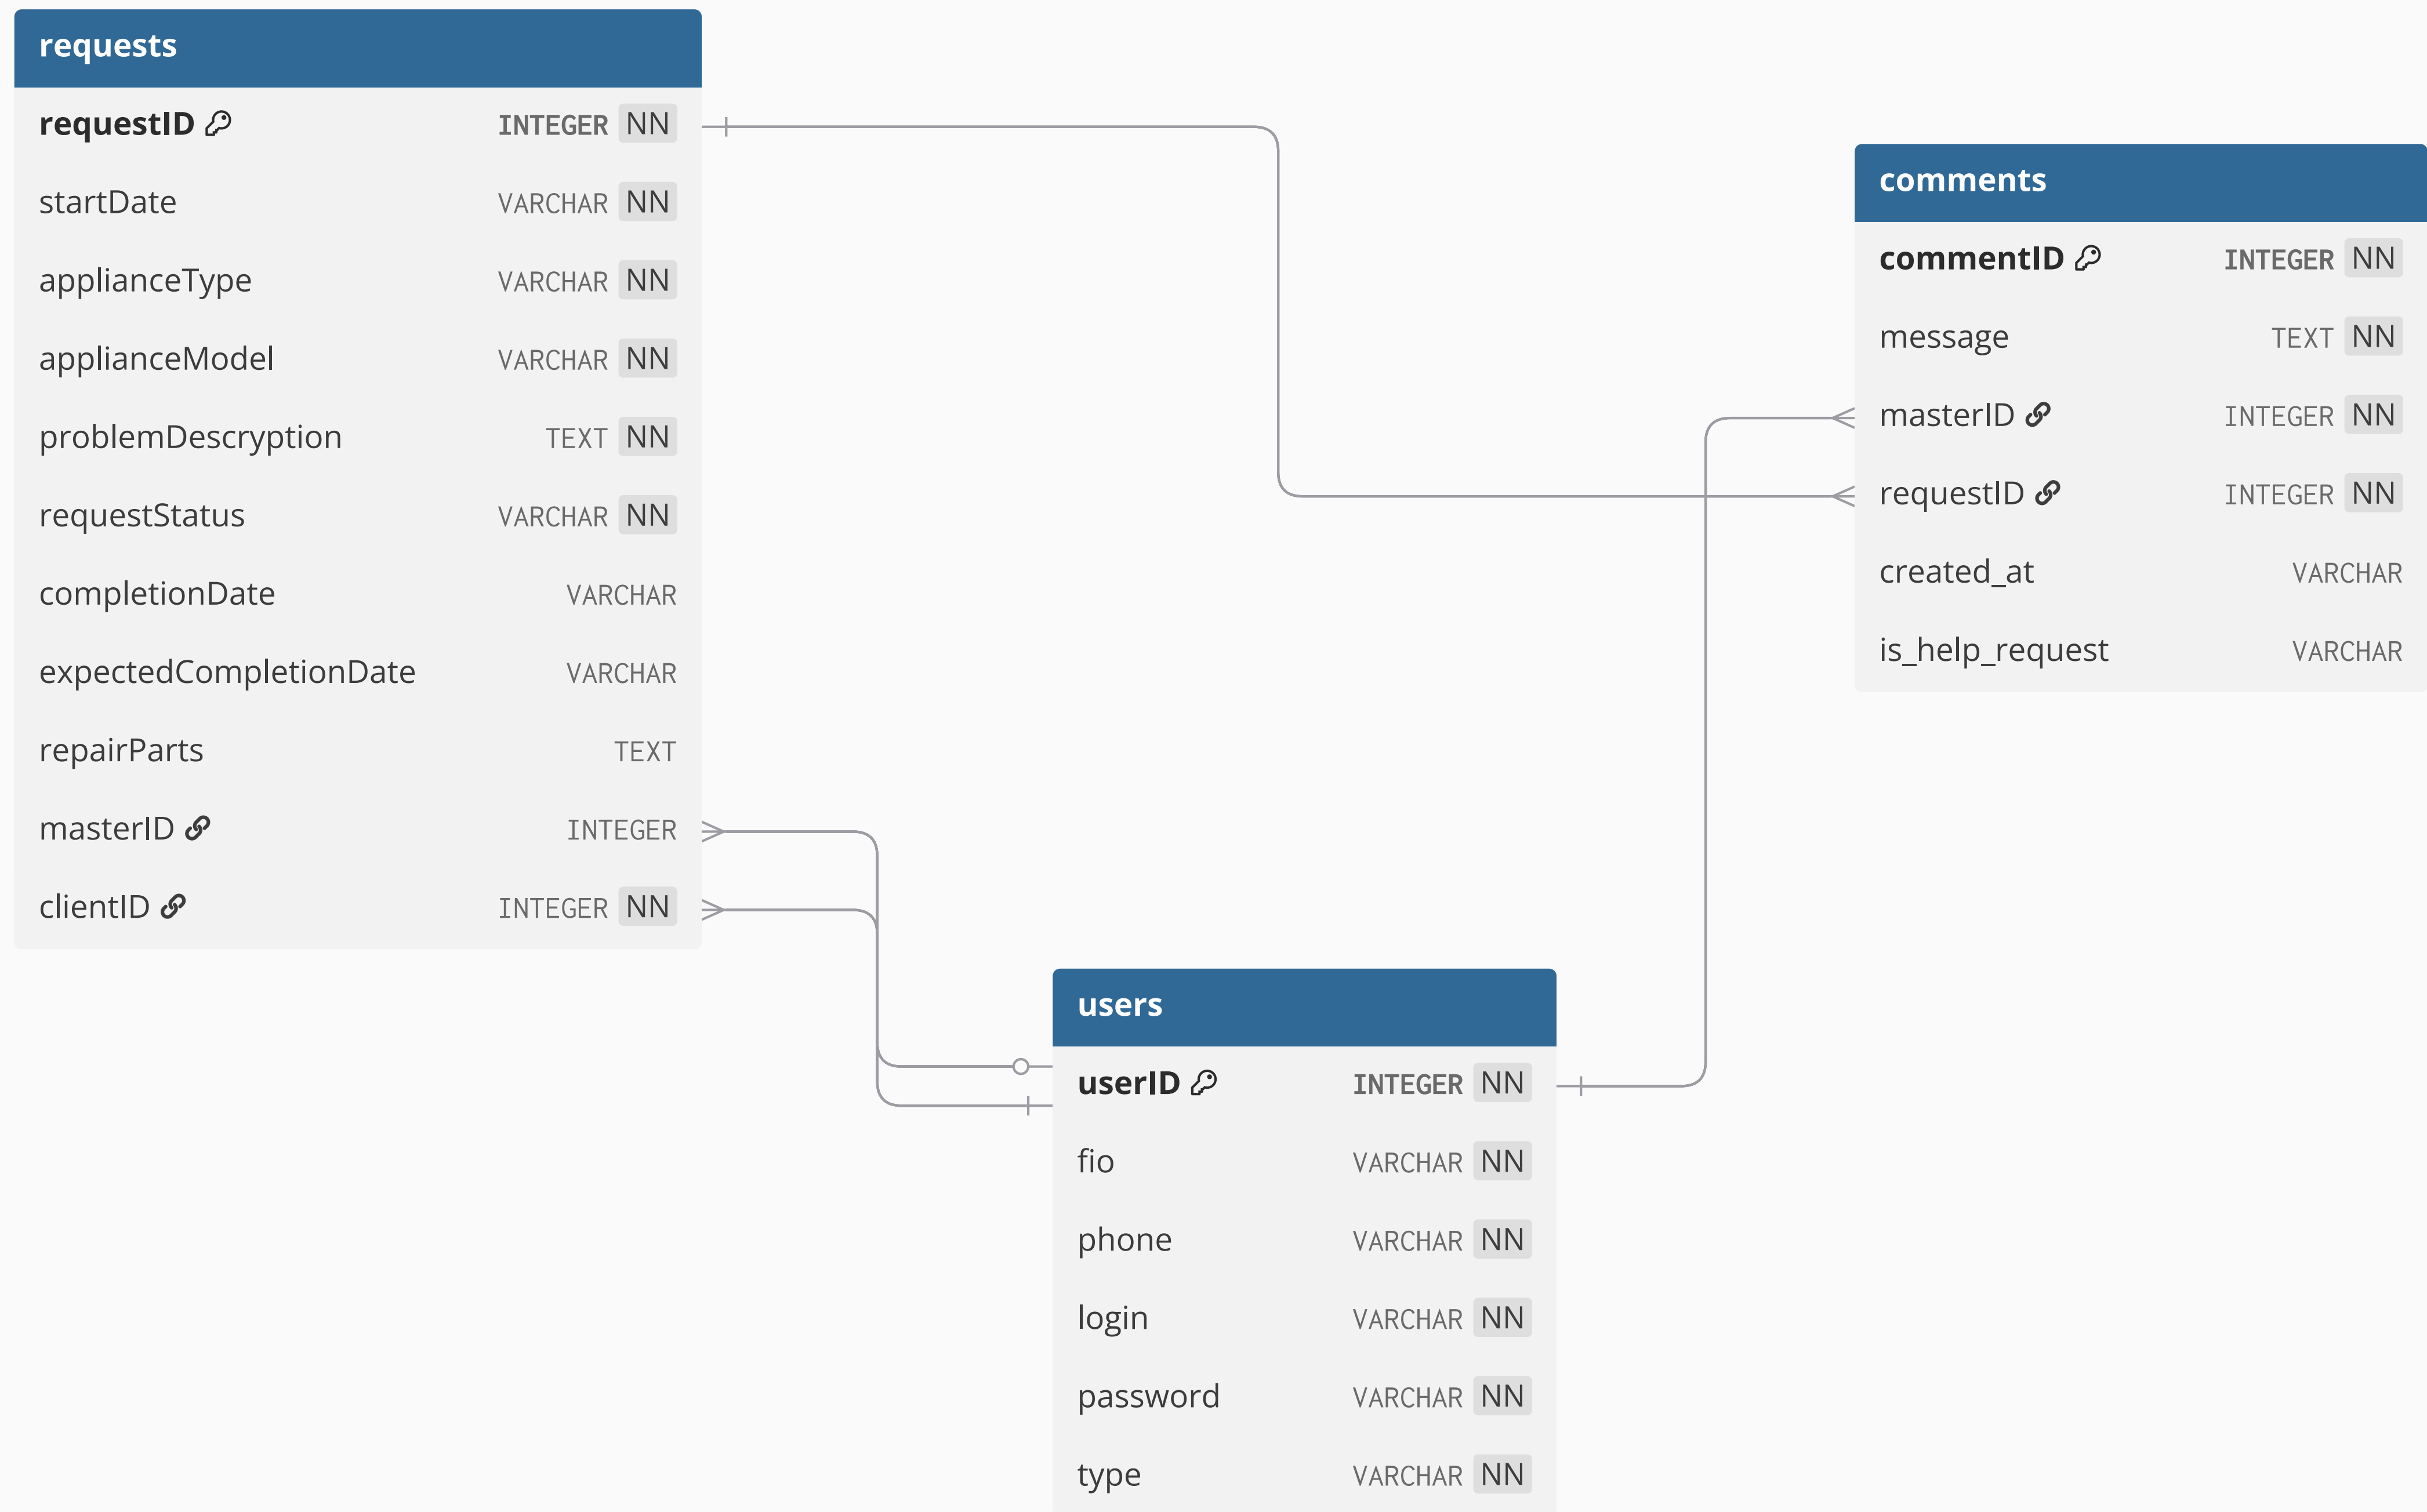 requests
requestID INTEGER NN
startDate VARCHAR NN
applianceType VARCHAR NN
applianceModel VARCHAR NN
problemDescryption TEXT NN
requestStatus VARCHAR NN
completionDate VARCHAR
expectedCompletionDate VARCHAR
repairParts TEXT
masterID INTEGER
clientID INTEGER NN
comments
commentID INTEGER NN
message TEXT NN
masterID INTEGER NN
requestID INTEGER NN
created_at VARCHAR
is_help_request VARCHAR
users
userID INTEGER NN
fio VARCHAR NN
phone VARCHAR NN
login VARCHAR NN
password VARCHAR NN
type VARCHAR NN